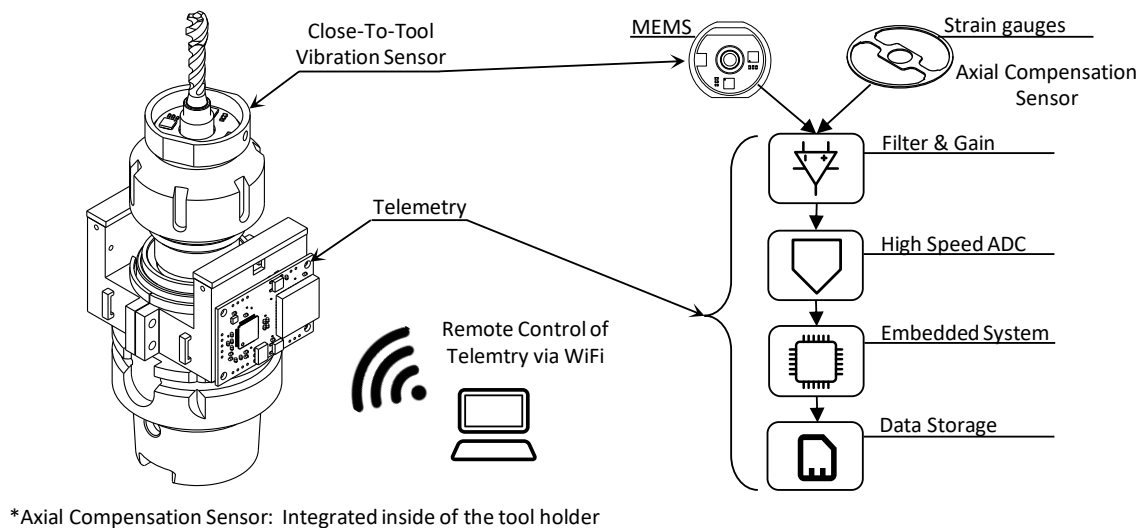 Close-To-Tool
Vibration Sensor
MEMS
Strain gauges
Axial Compensation
Sensor
Filter & Gain
Telemetry
High Speed ADC
Remote Control of
Telemtry via WiFi
Embedded System
Data Storage
*Axial Compensation Sensor: Integrated inside of the tool holder